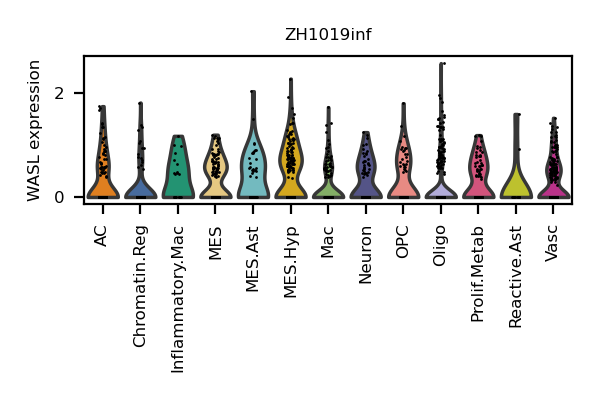 ZH1019inf
WASL expression
2
0
AC
Chromatin.Reg
Inflammatory.Mac
MES
MES.Ast
MES.Hyp
Mac
Neuron
OPC
Oligo
Prolif.Metab
Reactive.Ast
Vasc